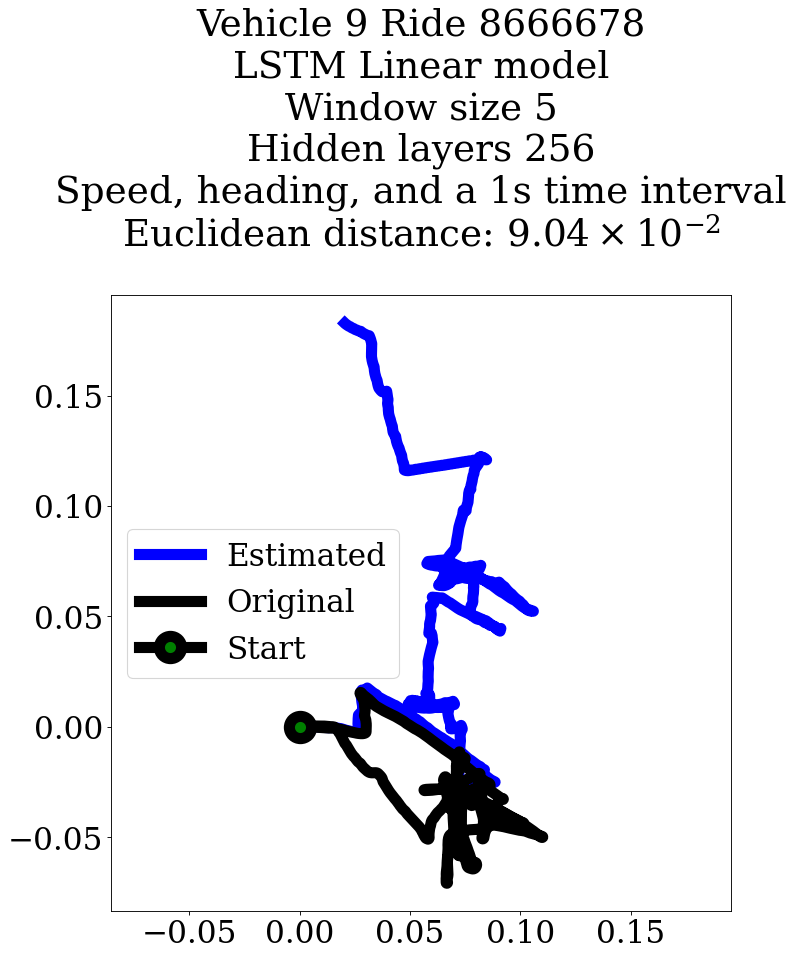 Vehicle 9 Ride 8666678
LSTM Linear model
Window size 5
Hidden layers 256
Speed, heading, and a 1s time interval
Euclidean distance: 9.04 × 10⁻²
0.15
0.10
0.05
0.00
−0.05
Estimated
Original
Start
−0.05 0.00 0.05 0.10 0.15